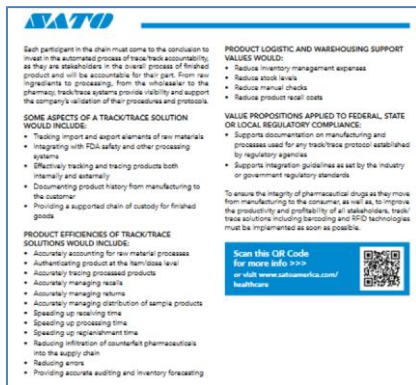 SATO
Each participant in the chain must come to the conclusion to
invest in the automated process of trace/track accountability,
as they are stakeholders in the overall process of finished
product and will be accountable for their part. From raw
ingredients to processing, from the wholesaler to the
pharmacy, track/trace systems provide visibility and support
the company's validation of their procedures and protocols.
SOME ASPECTS OF A TRACK/TRACE SOLUTION
WOULD INCLUDE:
• Tracking import and export elements of raw materials
• Integrating with FDA safety and other processing
systems
• Effectively tracking and tracing products both
internally and externally
• Documenting product history from manufacturing to
the customer
• Providing a supported chain of custody for finished
goods
PRODUCT EFFICIENCIES OF TRACK/TRACE
SOLUTIONS WOULD INCLUDE:
• Accurately accounting for raw material processes
• Authenticating product at the item/dose level
• Accurately tracing processed products
• Accurately managing recalls
• Accurately managing returns
• Accurately managing distribution of sample products
• Speeding up receiving time
• Speeding up processing time
• Speeding up replenishment time
• Reducing infiltration of counterfeit pharmaceuticals
into the supply chain
• Reducing errors
• Providing accurate auditing and inventory forecasting
PRODUCT LOGISTIC AND WAREHOUSING SUPPORT
VALUES WOULD:
• Reduce inventory management expenses
• Reduce stock levels
• Reduce manual checks
• Reduce product recall costs
VALUE PROPOSITIONS APPLIED TO FEDERAL, STATE
OR LOCAL REGULATORY COMPLIANCE:
• Supports documentation on manufacturing and
processes used for any track/trace protocol established
by regulatory agencies
• Supports integration guidelines as set by the industry
or government regulatory standards
To ensure the integrity of pharmaceutical drugs as they move
from manufacturing to the consumer, as well as, to improve
the productivity and profitability of all stakeholders, track/
trace solutions including barcoding and RFID technologies
must be implemented as soon as possible.
Scan this QR Code
for more info >>>
or visit www.satoamerica.com/
healthcare